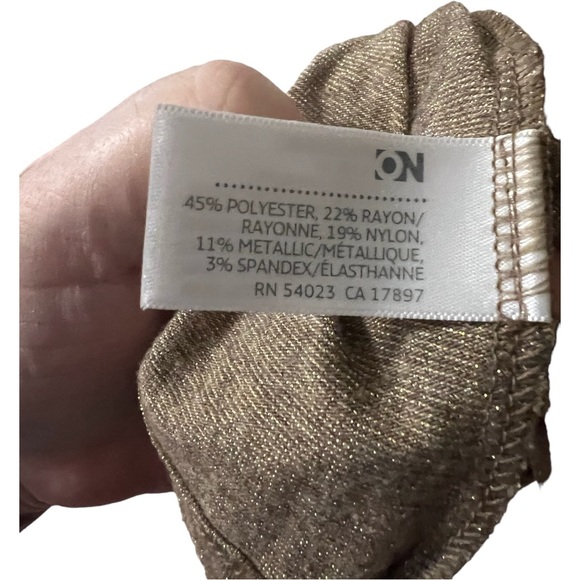 ON
45% POLYESTER, 22% RAYON/
RAYONNE, 19% NYLON,
11% METALLIC/MÉTALLIQUE,
3% SPANDEX/ÉLASTHANNE
RN 54023 CA 17897